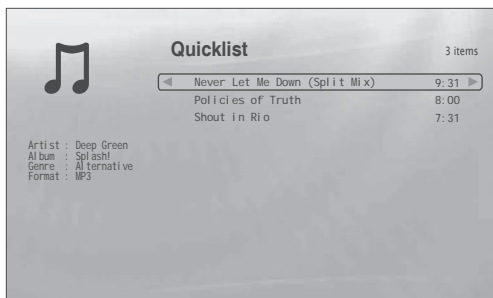 Quicklist 3 items
Never Let Me Down (Split Mix) 9:31
Policies of Truth 8:00
Shout in Rio 7:31
Artist : Deep Green
Album : Splash!
Genre : Alternative
Format : MP3